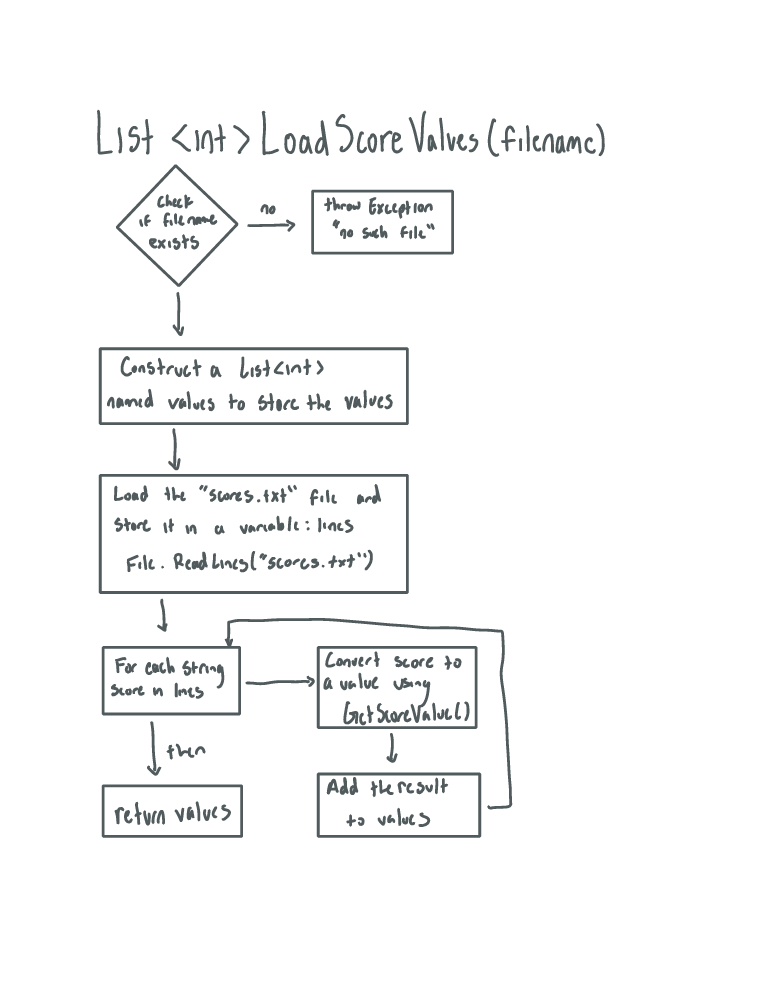 List <int> Load Score Values (filename)
Check
if filename
exists
no
throw Exception
"no such file"
Construct a List<int>
named values to store the values
Load the "scores.txt" file and
store it in a variable: lines
File. ReadLines("scores.txt")
For each string
score in lines
Convert score to
a value using
GetScoreValue()
then
Add the result
to values
return values